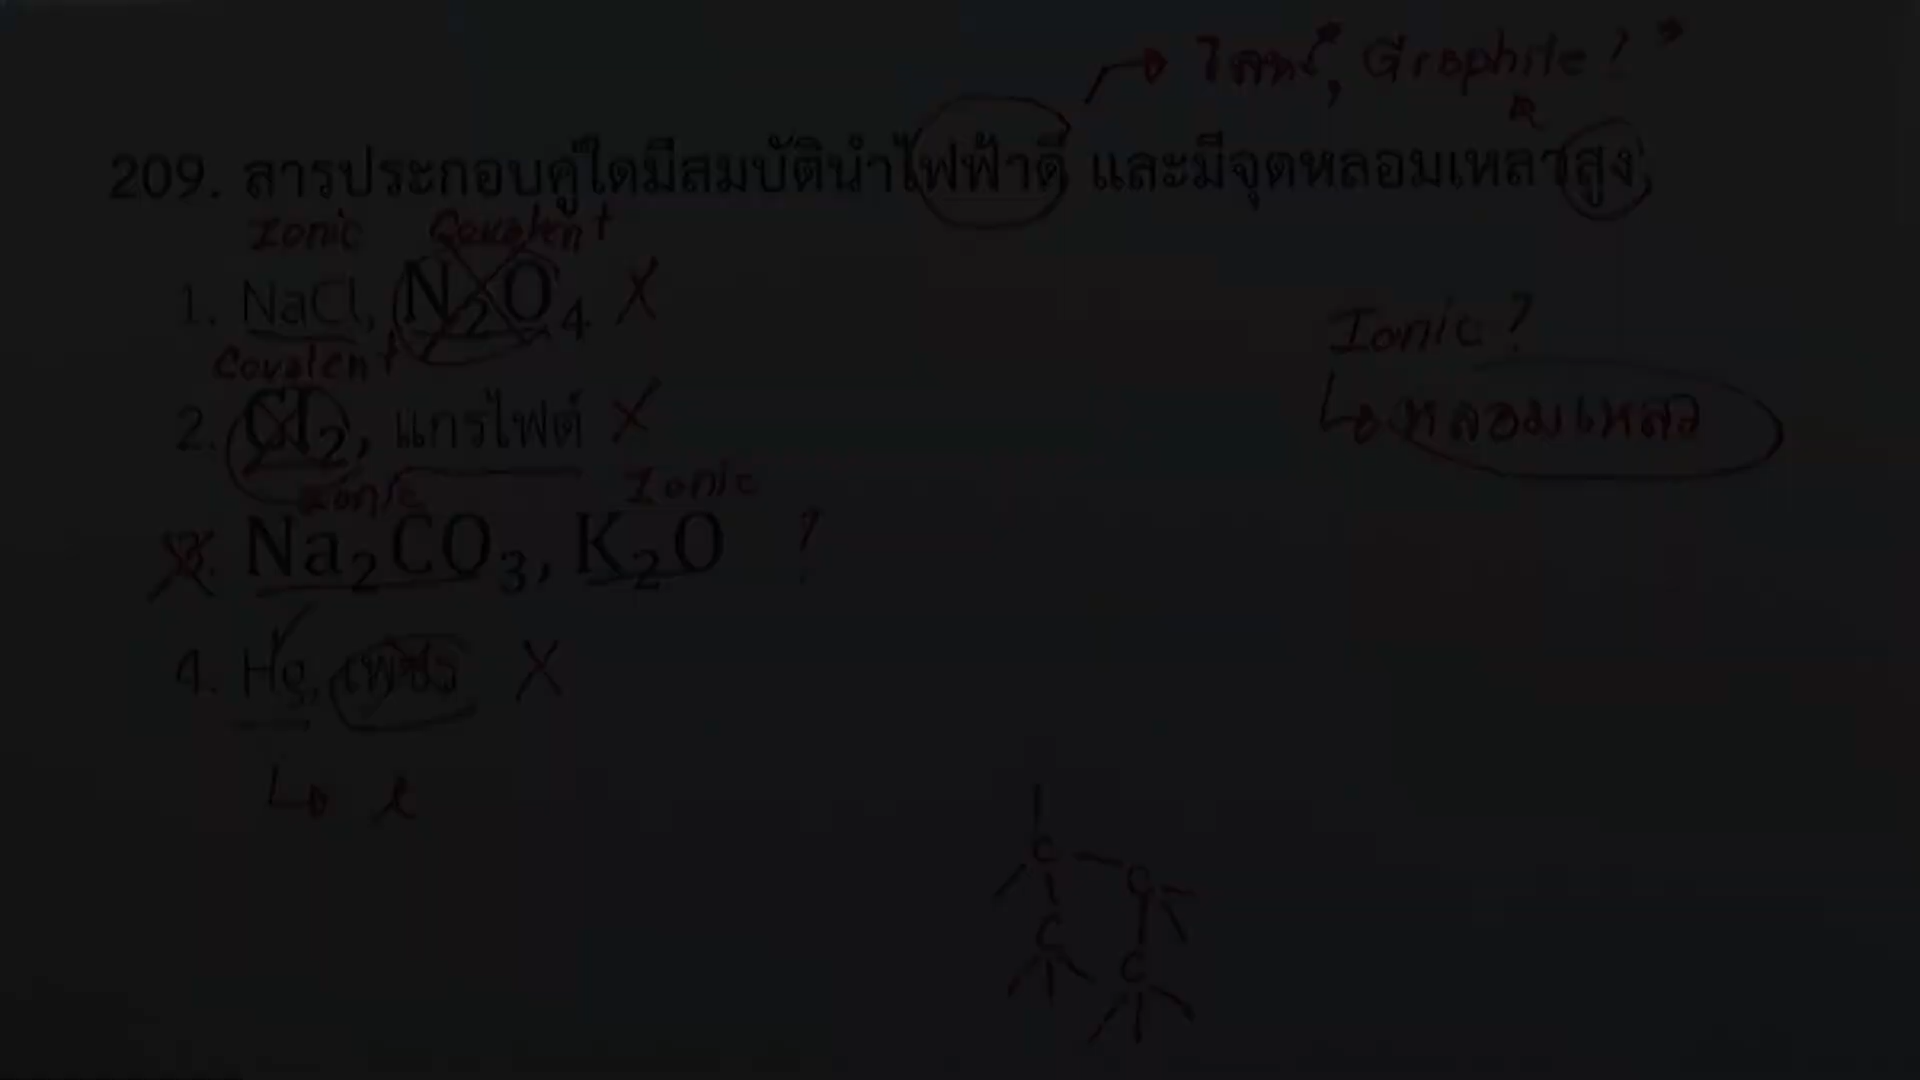 โลหะ, Graphite?
209. สารประกอบคู่ใดมีสมบัตินำไฟฟ้าดี และมีจุดหลอมเหลวสูง
Ionic Covalent
1. NaCl, N₂O₄ X
Ionic?
Covalent
หลอมเหลว
2. Cl₂, แกรไฟต์ X
Ionic Ionic
3. Na₂CO₃, K₂O ?
4. Hg, เพชร X
l
C
C
C
C